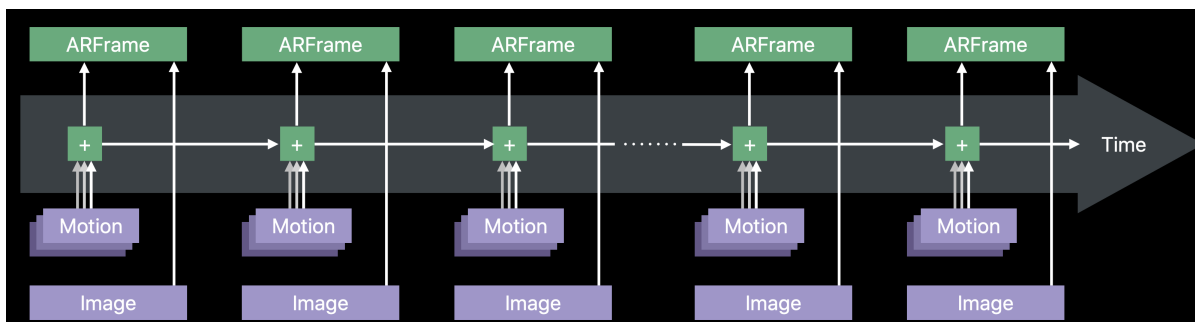 ARFrame ARFrame ARFrame ARFrame ARFrame
+ + + + + Time
Motion Motion Motion Motion Motion
Image Image Image Image Image